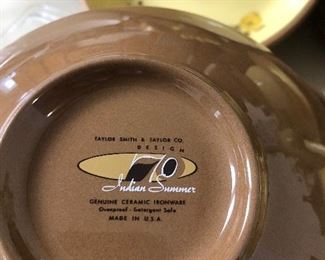 TAYLOR SMITH & TAYLOR CO.
DESIGN
70
Indian Summer
GENUINE CERAMIC IRONWARE
Ovenproof - Detergent Safe
MADE IN U.S.A.